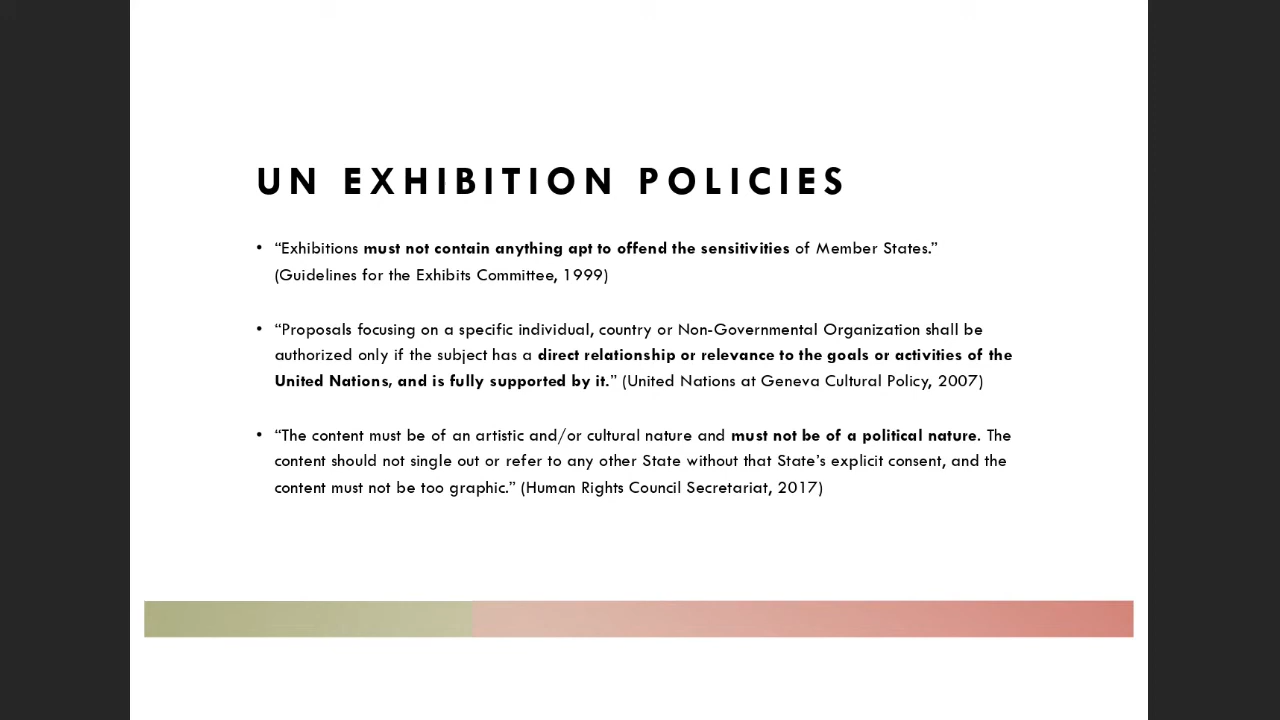 UN EXHIBITION POLICIES
• “Exhibitions must not contain anything apt to offend the sensitivities of Member States.”
(Guidelines for the Exhibits Committee, 1999)
• “Proposals focusing on a specific individual, country or Non-Governmental Organization shall be
authorized only if the subject has a direct relationship or relevance to the goals or activities of the
United Nations, and is fully supported by it.” (United Nations at Geneva Cultural Policy, 2007)
• “The content must be of an artistic and/or cultural nature and must not be of a political nature. The
content should not single out or refer to any other State without that State’s explicit consent, and the
content must not be too graphic.” (Human Rights Council Secretariat, 2017)